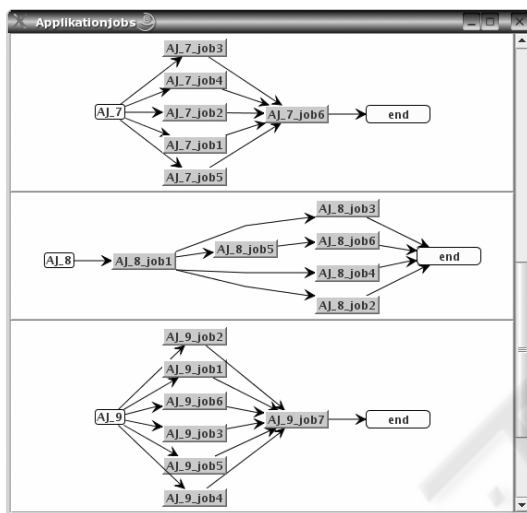 Applikationjobs
AJ_7_job3
AJ_7_job4
AJ_7 AJ_7_job2 AJ_7_job6 end
AJ_7_job1
AJ_7_job5
AJ_8_job3
AJ_8_job5 AJ_8_job6
AJ_8 AJ_8_job1 end
AJ_8_job4
AJ_8_job2
AJ_9_job2
AJ_9_job1
AJ_9_job6
AJ_9 AJ_9_job7 end
AJ_9_job3
AJ_9_job5
AJ_9_job4